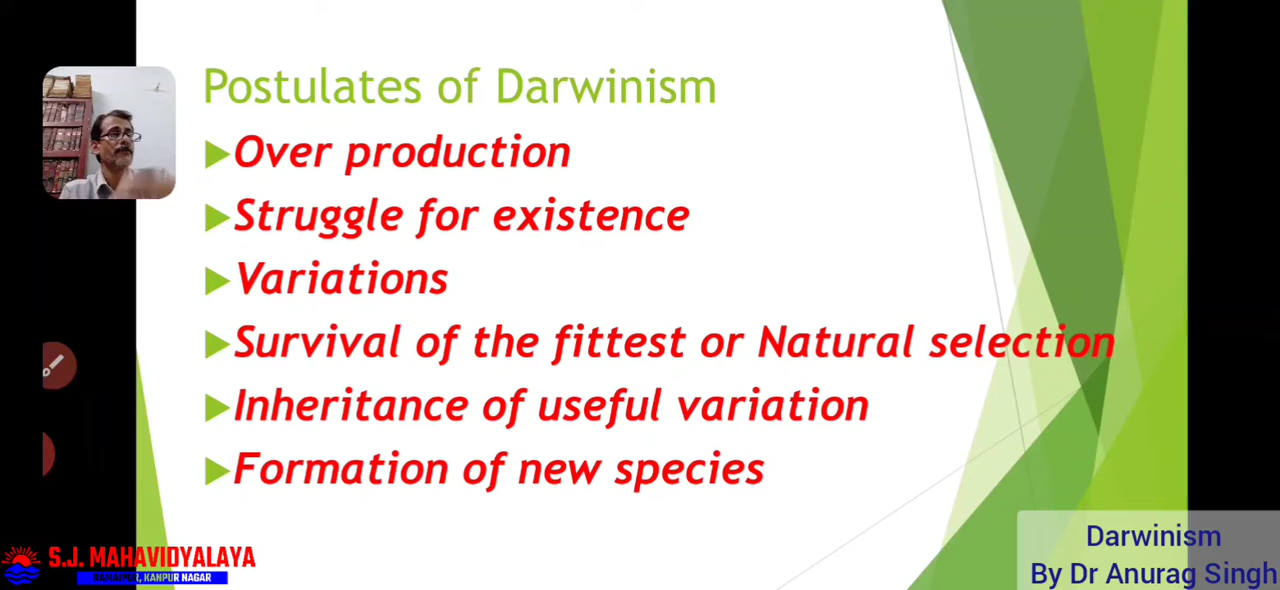 Postulates of Darwinism
Over production
Struggle for existence
Variations
Survival of the fittest or Natural selection
Inheritance of useful variation
Formation of new species
S.J. MAHAVIDYALAYA
RAMAIPUR, KANPUR NAGAR
Darwinism
By Dr Anurag Singh